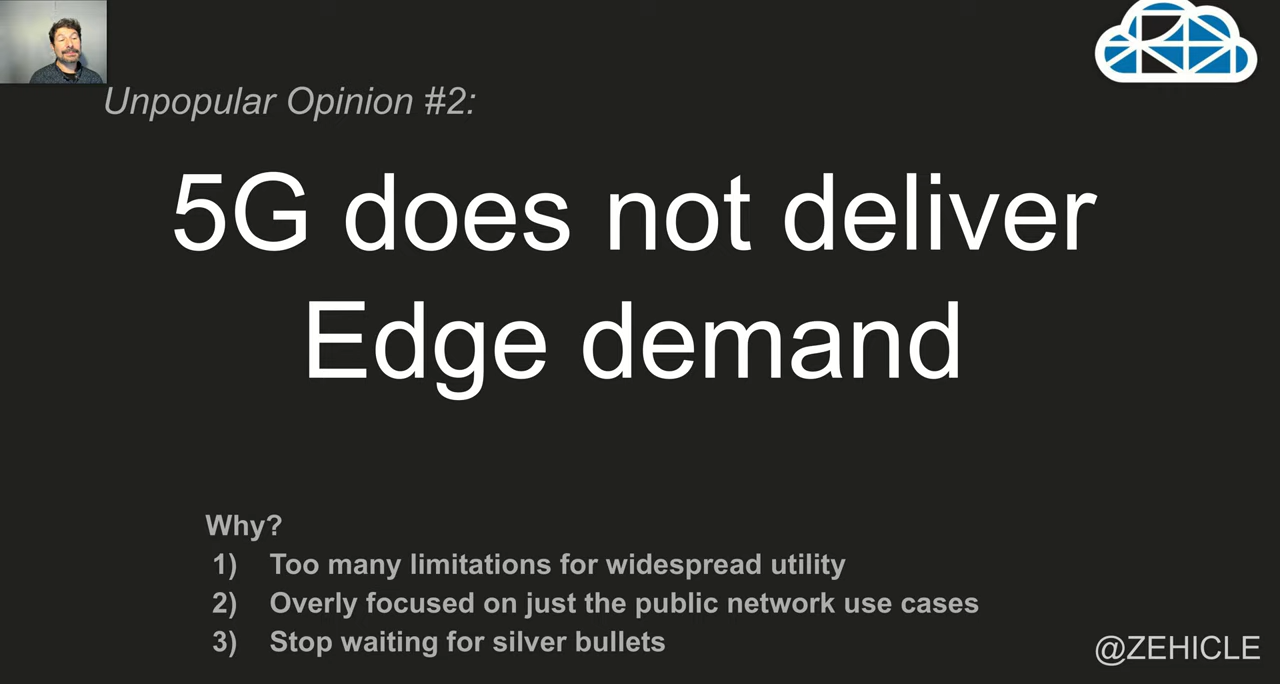 Unpopular Opinion #2:
5G does not deliver
Edge demand
Why?
1) Too many limitations for widespread utility
2) Overly focused on just the public network use cases
3) Stop waiting for silver bullets
@ZEHICLE